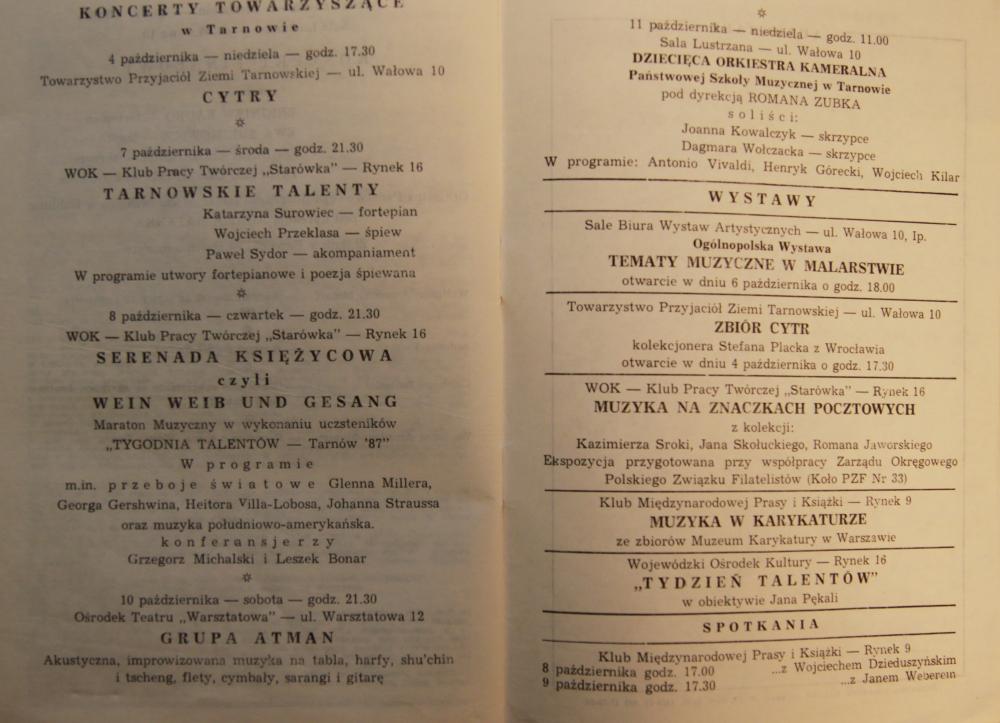 KONCERTY TOWARZYSZĄCE
w Tarnowie
4 października — niedziela — godz. 17.30
Towarzystwo Przyjaciół Ziemi Tarnowskiej — ul. Wałowa 10
CYTRY
7 października — środa — godz. 21.30
WOK — Klub Pracy Twórczej „Starówka" — Rynek 16
TARNOWSKIE TALENTY
Katarzyna Surowiec — fortepian
Wojciech Przeklasa — śpiew
Paweł Sydor — akompaniament
W programie utwory fortepianowe i poezja śpiewana
8 października — czwartek — godz. 21.30
WOK — Klub Pracy Twórczej „Starówka" — Rynek 16
SERENADA KSIĘŻYCOWA
czyli
WEIN WEIB UND GESANG
Maraton Muzyczny w wykonaniu uczsteników
„TYGODNIA TALENTÓW — Tarnów '87"
W programie
m.in. przeboje światowe Glenna Millera,
Georga Gershwina, Heitora Villa-Lobosa, Johanna Straussa
oraz muzyka południowo-amerykańska.
konferansjerzy
Grzegorz Michalski i Leszek Bonar
10 października — sobota — godz. 21.30
Ośrodek Teatru „Warsztatowa" — ul. Warsztatowa 12
GRUPA ATMAN
Akustyczna, improwizowana muzyka na tabla, harfy, shu'chin
i tscheng, flety, cymbały, sarangi i gitarę
11 października — niedziela — godz. 11.00
Sala Lustrzana — ul. Wałowa 10
DZIECIĘCA ORKIESTRA KAMERALNA
Państwowej Szkoły Muzycznej w Tarnowie
pod dyrekcją ROMANA ZUBKA
soliści:
Joanna Kowalczyk — skrzypce
Dagmara Wołczacka — skrzypce
W programie: Antonio Vivaldi, Henryk Górecki, Wojciech Kilar
WYSTAWY
Sale Biura Wystaw Artystycznych — ul. Wałowa 10, Ip.
Ogólnopolska Wystawa
TEMATY MUZYCZNE W MALARSTWIE
otwarcie w dniu 6 października o godz. 18.00
Towarzystwo Przyjaciół Ziemi Tarnowskiej — ul. Wałowa 10
ZBIÓR CYTR
kolekcjonera Stefana Placka z Wrocławia
otwarcie w dniu 4 października o godz. 17.30
WOK — Klub Pracy Twórczej „Starówka" — Rynek 16
MUZYKA NA ZNACZKACH POCZTOWYCH
z kolekcji:
Kazimierza Sroki, Jana Skołuckiego, Romana Jaworskiego
Ekspozycja przygotowana przy współpracy Zarządu Okręgowego
Polskiego Związku Filatelistów (Koło PZF Nr 33)
Klub Międzynarodowej Prasy i Książki — Rynek 9
MUZYKA W KARYKATURZE
ze zbiorów Muzeum Karykatury w Warszawie
Wojewódzki Ośrodek Kultury — Rynek 16
„TYDZIEŃ TALENTÓW"
w obiektywie Jana Pękali
SPOTKANIA
Klub Międzynarodowej Prasy i Książki — Rynek 9
8 października godz. 17.00 ...z Wojciechem Dzieduszyńskim
9 października godz. 17.30 ...z Janem Weberem